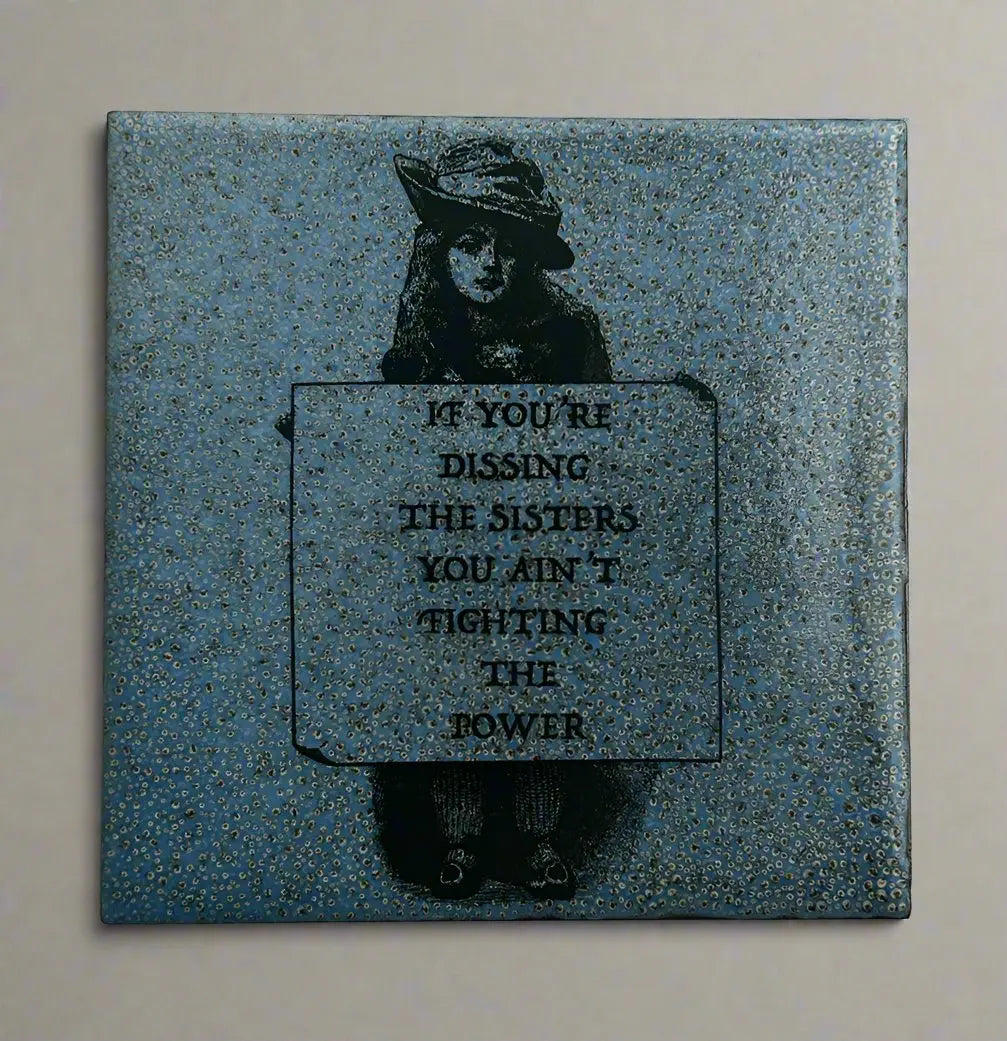 IF YOU'RE
DISSING
THE SISTERS
YOU AIN'T
FIGHTING
THE
POWER